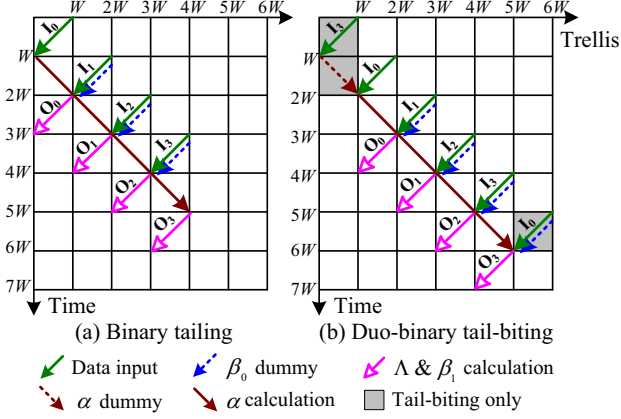 W 2W 3W 4W 5W 6W
W 2W 3W 4W 5W 6W
Trellis
I₀
I₃
W
I₁
W
I₀
2W
O₀
I₂
2W
I₁
3W
O₁
I₃
3W
O₀
I₂
4W
O₂
4W
O₁
I₃
5W
O₃
5W
O₂
I₀
6W
6W
O₃
7W
Time
7W
Time
(a) Binary tailing
(b) Duo-binary tail-biting
Data input
β₀ dummy
Λ & β₁ calculation
α dummy
α calculation
Tail-biting only